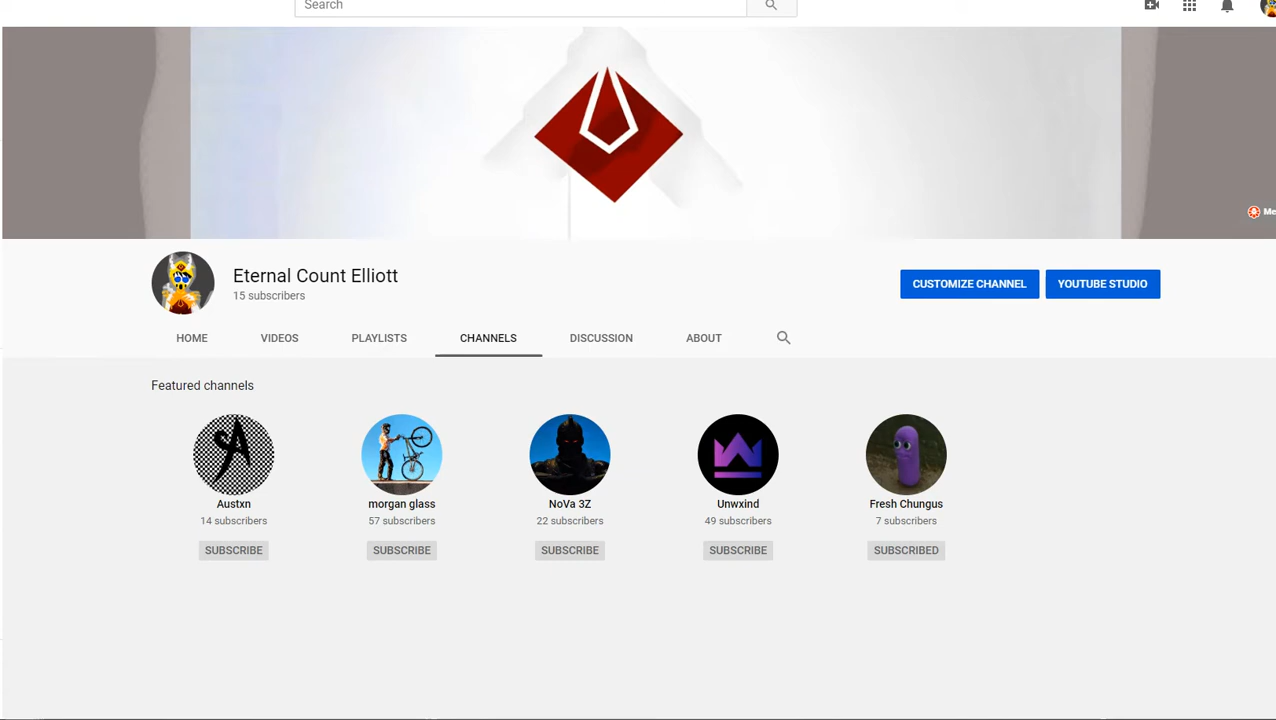 Search
Me
Eternal Count Elliott
15 subscribers
CUSTOMIZE CHANNEL
YOUTUBE STUDIO
HOME
VIDEOS
PLAYLISTS
CHANNELS
DISCUSSION
ABOUT
Featured channels
Austxn
morgan glass
NoVa 3Z
Unwxind
Fresh Chungus
14 subscribers
57 subscribers
22 subscribers
49 subscribers
7 subscribers
SUBSCRIBE
SUBSCRIBE
SUBSCRIBE
SUBSCRIBE
SUBSCRIBED